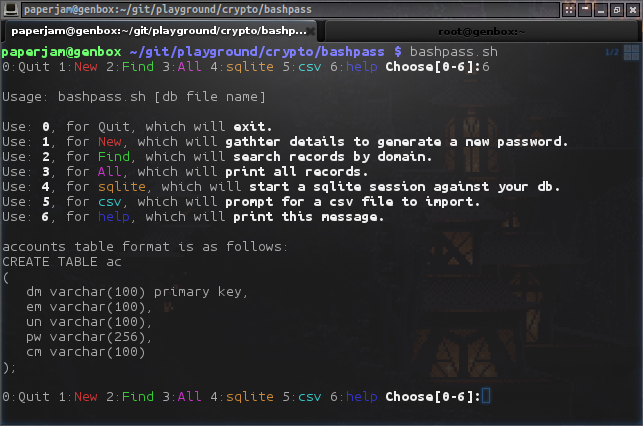 paperjam@genbox:~/git/playground/crypto/bashpass
paperjam@genbox:~/git/playground/crypto/bashp...
root@genbox:~
paperjam@genbox ~/git/playground/crypto/bashpass $ bashpass.sh
1/2
0:Quit 1:New 2:Find 3:All 4:sqlite 5:csv 6:help Choose[0-6]:6
Usage: bashpass.sh [db file name]
Use: 0, for Quit, which will exit.
Use: 1, for New, which will gathter details to generate a new password.
Use: 2, for Find, which will search records by domain.
Use: 3, for All, which will print all records.
Use: 4, for sqlite, which will start a sqlite session against your db.
Use: 5, for csv, which will prompt for a csv file to import.
Use: 6, for help, which will print this message.
accounts table format is as follows:
CREATE TABLE ac
(
dm varchar(100) primary key,
em varchar(100),
un varchar(100),
pw varchar(256),
cm varchar(100)
);
0:Quit 1:New 2:Find 3:All 4:sqlite 5:csv 6:help Choose[0-6]: